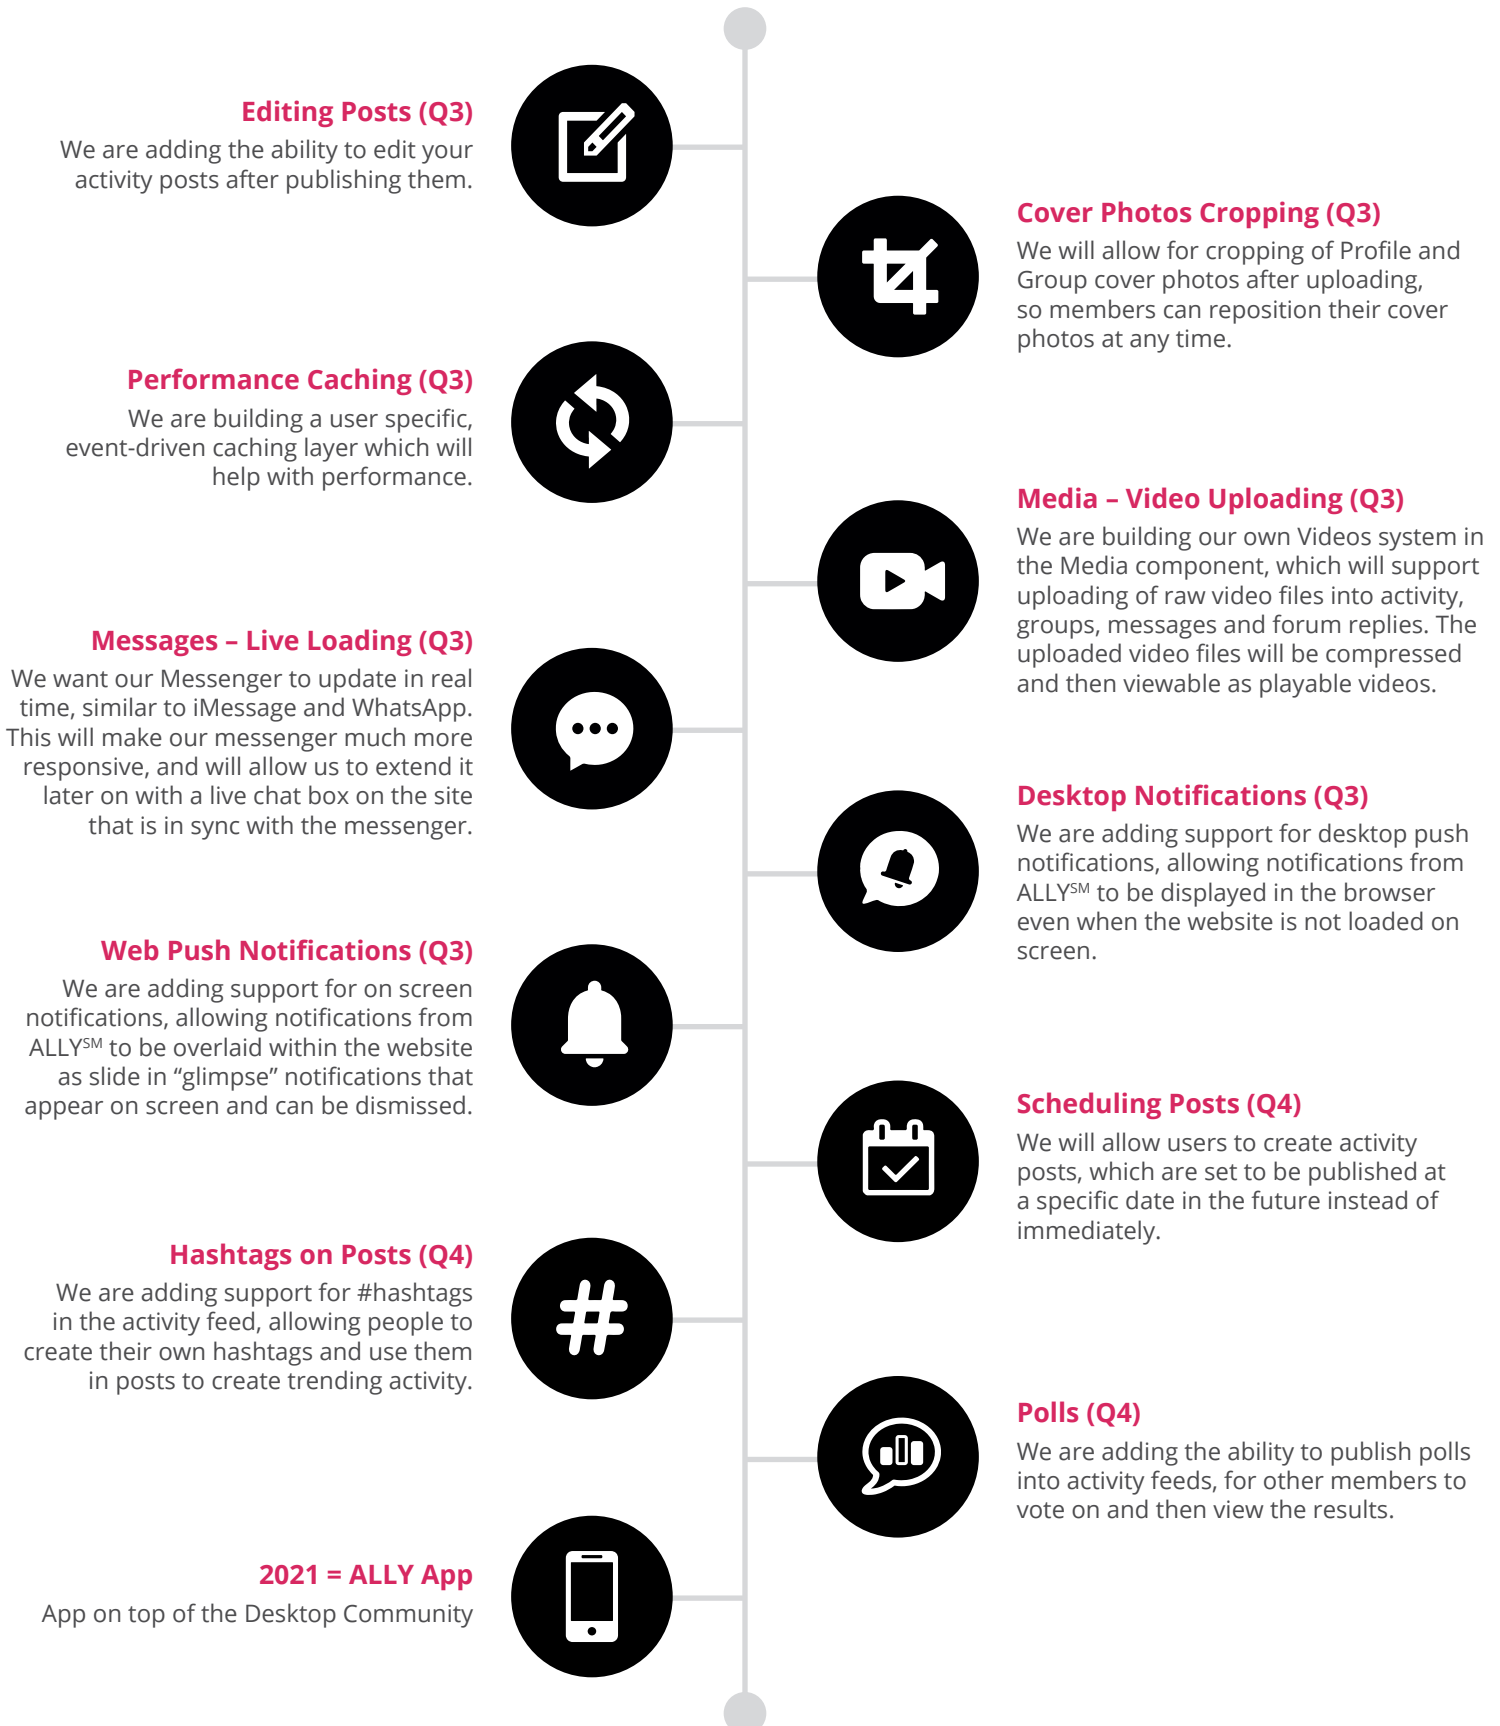 Editing Posts (Q3)
We are adding the ability to edit your
activity posts after publishing them.
Cover Photos Cropping (Q3)
We will allow for cropping of Profile and
Group cover photos after uploading,
so members can reposition their cover
photos at any time.
Performance Caching (Q3)
We are building a user specific,
event-driven caching layer which will
help with performance.
Media – Video Uploading (Q3)
We are building our own Videos system in
the Media component, which will support
uploading of raw video files into activity,
groups, messages and forum replies. The
uploaded video files will be compressed
and then viewable as playable videos.
Messages – Live Loading (Q3)
We want our Messenger to update in real
time, similar to iMessage and WhatsApp.
This will make our messenger much more
responsive, and will allow us to extend it
later on with a live chat box on the site
that is in sync with the messenger.
Desktop Notifications (Q3)
We are adding support for desktop push
notifications, allowing notifications from
ALLY℠ to be displayed in the browser
even when the website is not loaded on
screen.
Web Push Notifications (Q3)
We are adding support for on screen
notifications, allowing notifications from
ALLY℠ to be overlaid within the website
as slide in “glimpse” notifications that
appear on screen and can be dismissed.
Scheduling Posts (Q4)
We will allow users to create activity
posts, which are set to be published at
a specific date in the future instead of
immediately.
Hashtags on Posts (Q4)
We are adding support for #hashtags
in the activity feed, allowing people to
create their own hashtags and use them
in posts to create trending activity.
Polls (Q4)
We are adding the ability to publish polls
into activity feeds, for other members to
vote on and then view the results.
2021 = ALLY App
App on top of the Desktop Community